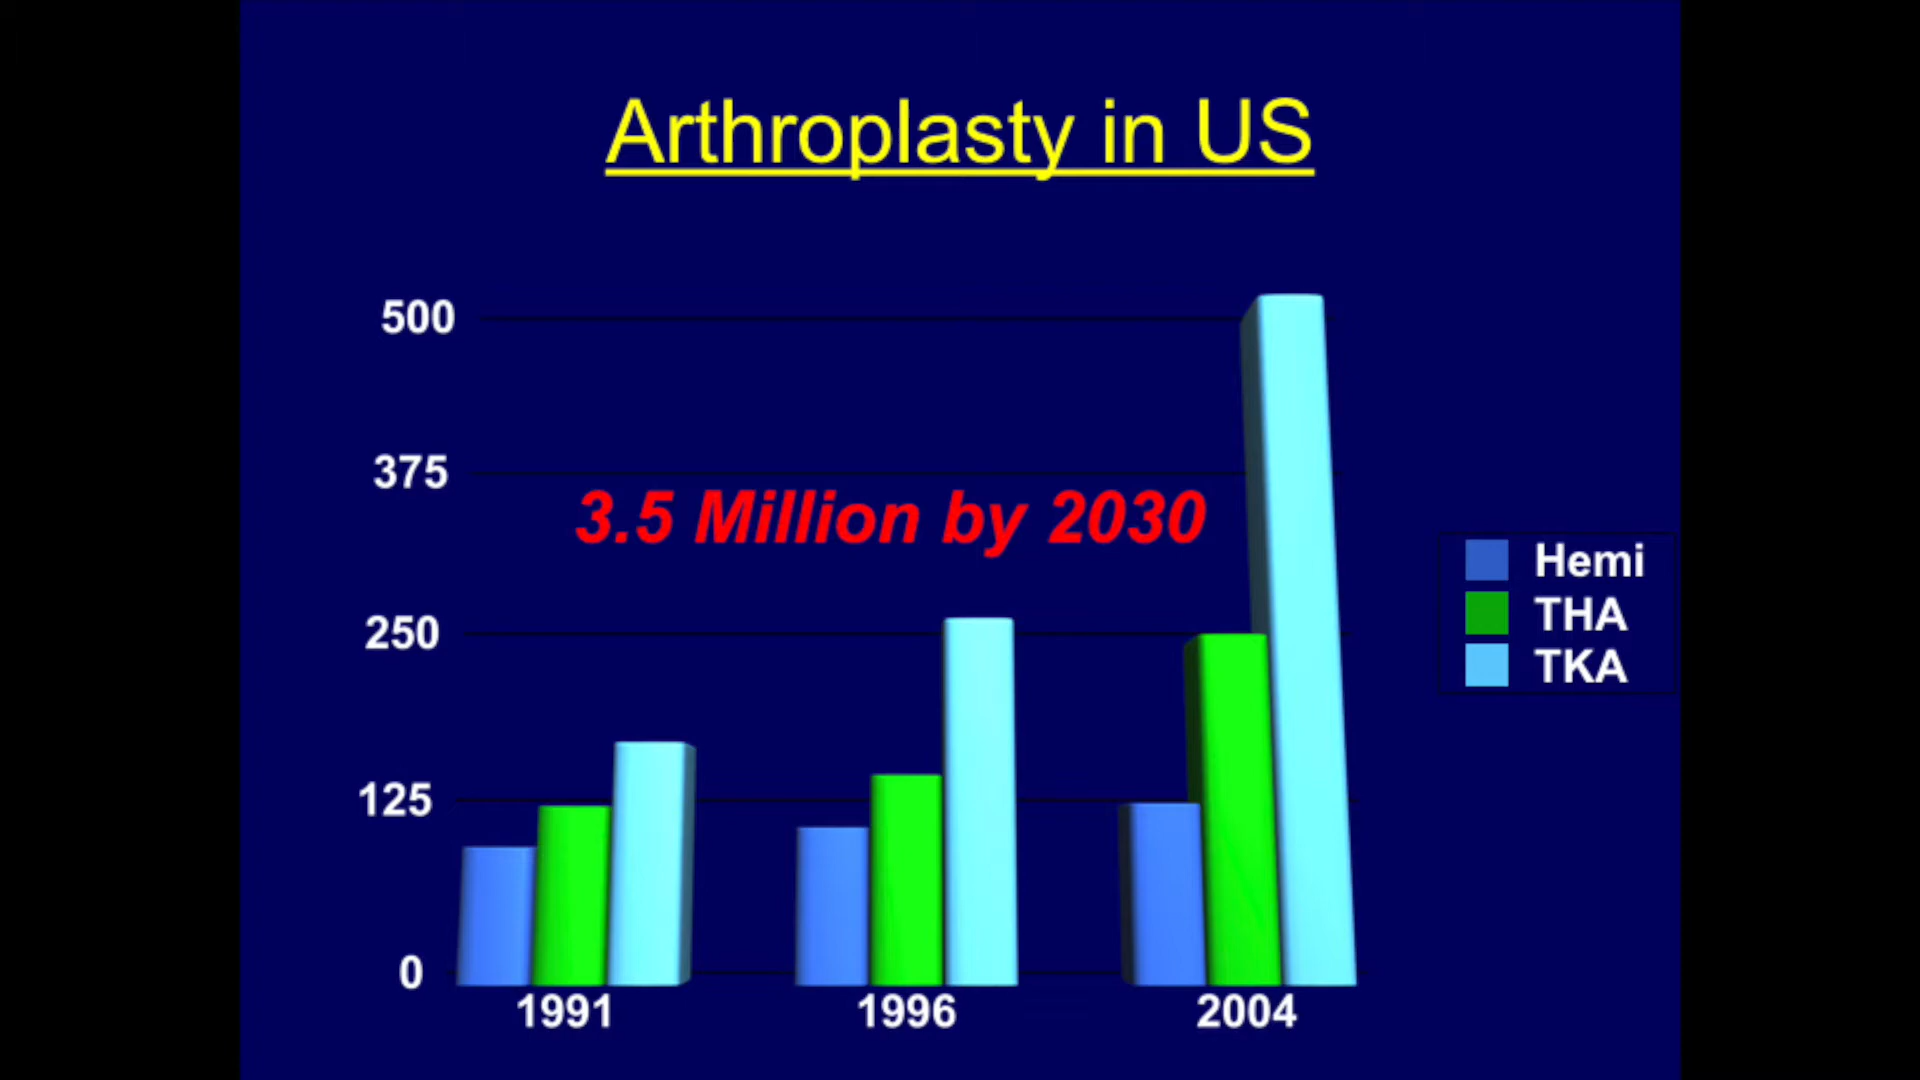 Arthroplasty in US
500
375
3.5 Million by 2030
250
125
0
1991 1996 2004
Hemi
THA
TKA